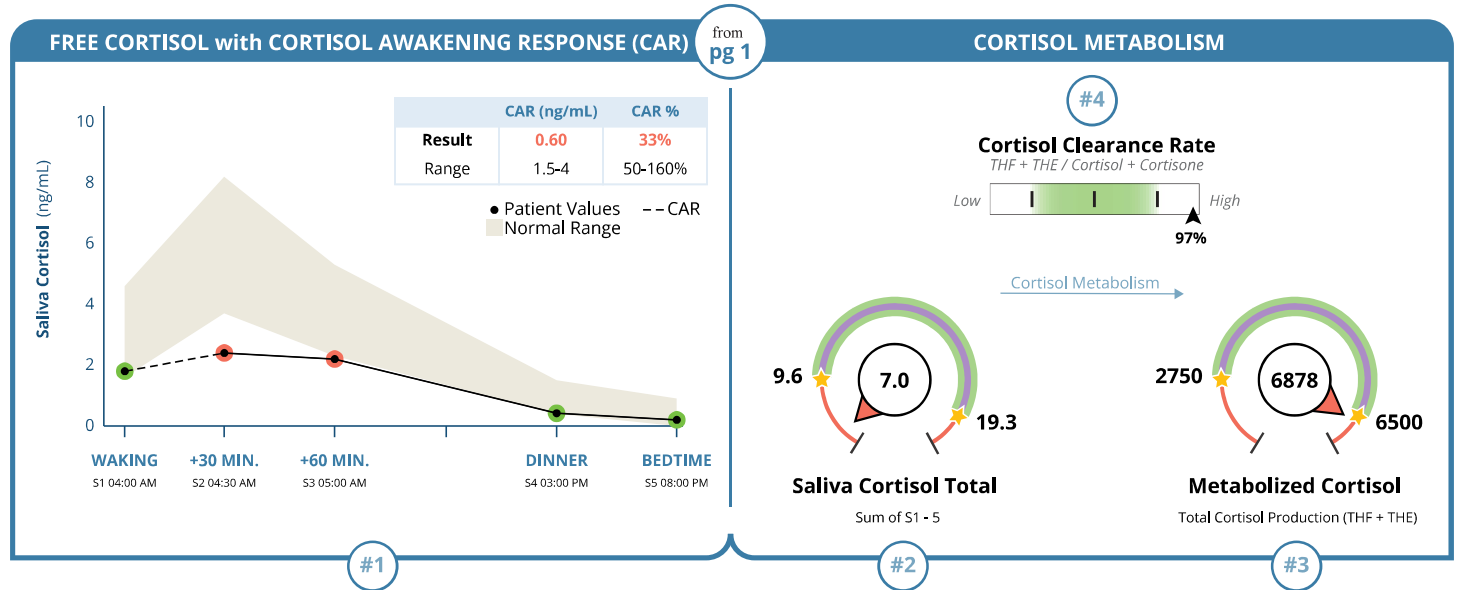 FREE CORTISOL with CORTISOL AWAKENING RESPONSE (CAR)
from
pg 1
CORTISOL METABOLISM
CAR (ng/mL) CAR %
Result 0.60 33%
Range 1.5-4 50-160%
Patient Values --CAR
Normal Range
Saliva Cortisol (ng/mL)
10
8
6
4
2
0
WAKING +30 MIN. +60 MIN. DINNER BEDTIME
S1 04:00 AM S2 04:30 AM S3 05:00 AM S4 03:00 PM S5 08:00 PM
#1
#4
Cortisol Clearance Rate
THF + THE / Cortisol + Cortisone
Low High
97%
Cortisol Metabolism
9.6 7.0 19.3
Saliva Cortisol Total
Sum of S1 - 5
#2
2750 6878 6500
Metabolized Cortisol
Total Cortisol Production (THF + THE)
#3